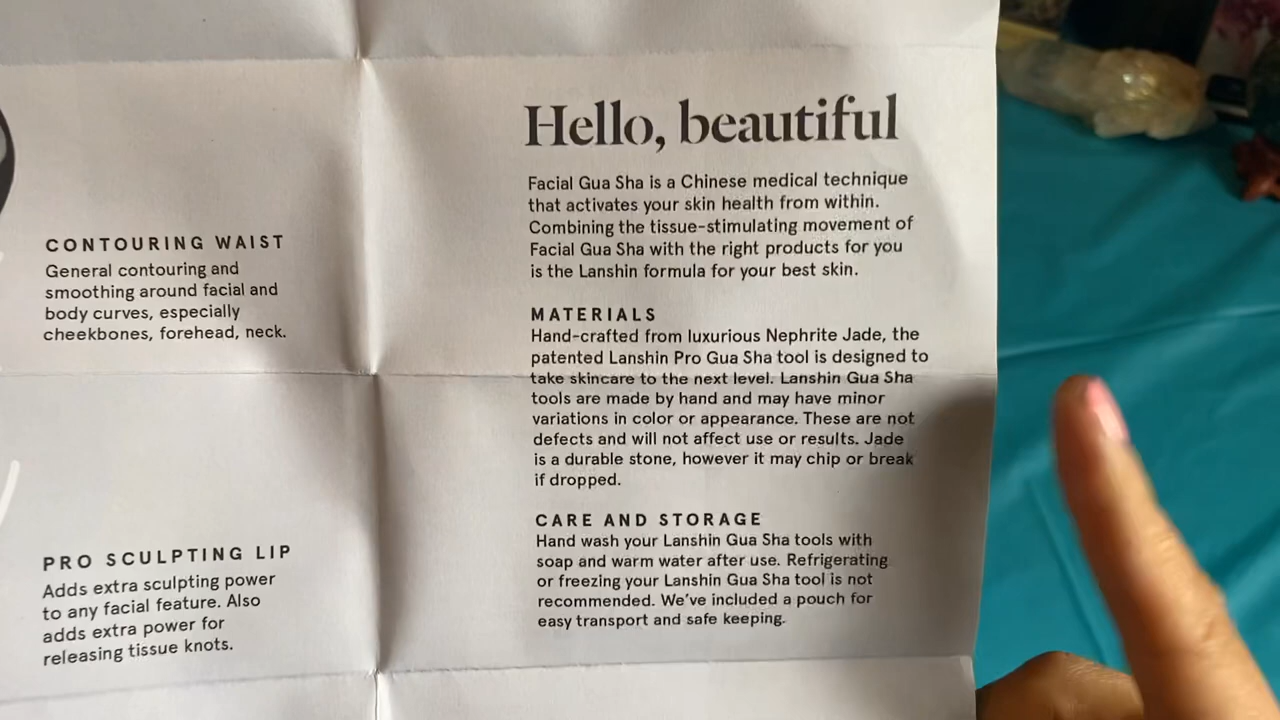 CONTOURING WAIST
General contouring and
smoothing around facial and
body curves, especially
cheekbones, forehead, neck.
PRO SCULPTING LIP
Adds extra sculpting power
to any facial feature. Also
adds extra power for
releasing tissue knots.
Hello, beautiful
Facial Gua Sha is a Chinese medical technique
that activates your skin health from within.
Combining the tissue-stimulating movement of
Facial Gua Sha with the right products for you
is the Lanshin formula for your best skin.
MATERIALS
Hand-crafted from luxurious Nephrite Jade, the
patented Lanshin Pro Gua Sha tool is designed to
take skincare to the next level. Lanshin Gua Sha
tools are made by hand and may have minor
variations in color or appearance. These are not
defects and will not affect use or results. Jade
is a durable stone, however it may chip or break
if dropped.
CARE AND STORAGE
Hand wash your Lanshin Gua Sha tools with
soap and warm water after use. Refrigerating
or freezing your Lanshin Gua Sha tool is not
recommended. We've included a pouch for
easy transport and safe keeping.